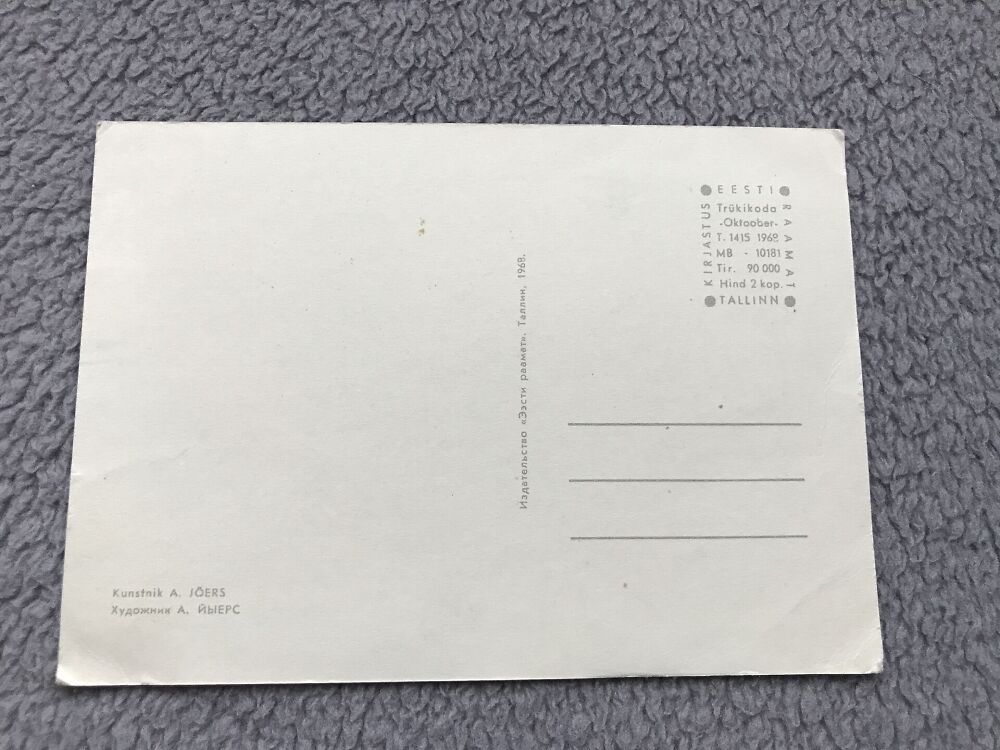 EESTI
RAAMAT
KIRJASTUS
Trükikoda
-Oktoober-
T. 1415 1968
MB - 10181
Tir. 90 000
Hind 2 kop.
TALLINN
Издательство «Ээсти раамат». Таллин, 1968.
Kunstnik A. JÕERS
Художник А. ЙЫЕРС